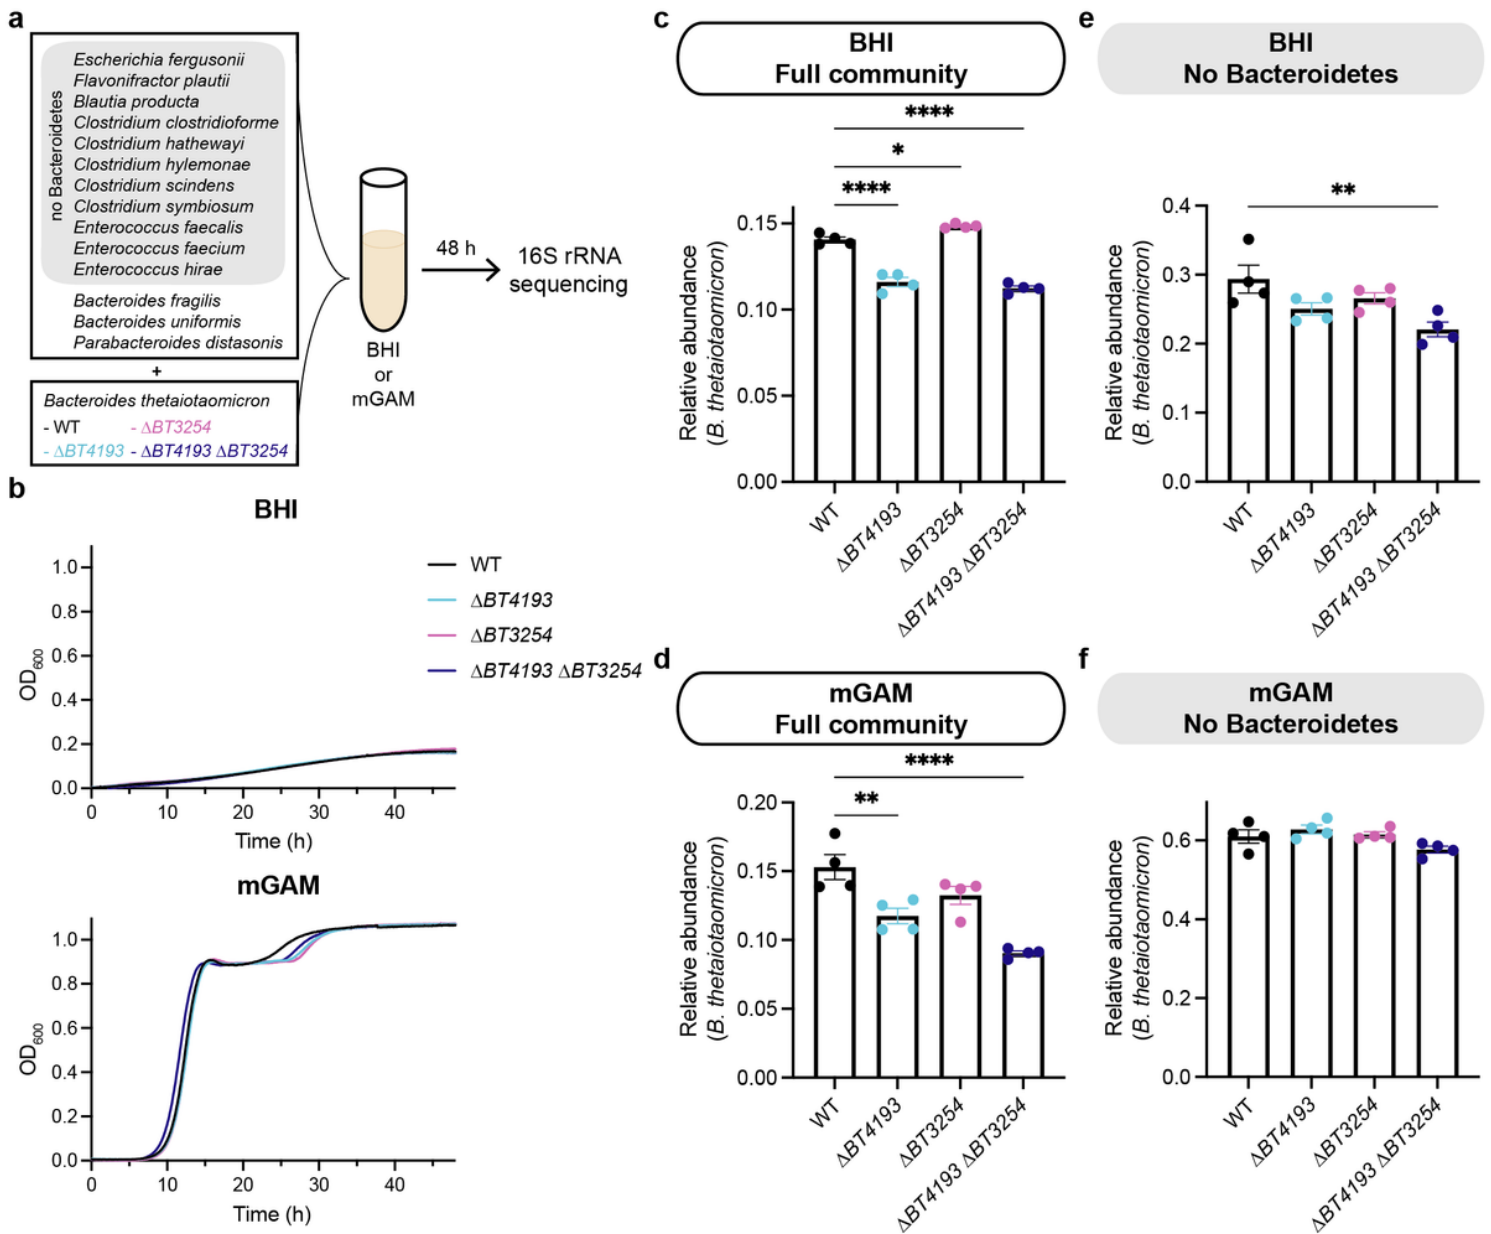 a
no Bacteroidetes
Escherichia fergusonii
Flavonifractor plautii
Blautia producta
Clostridium clostridioforme
Clostridium hathewayi
Clostridium hylemonae
Clostridium scindens
Clostridium symbiosum
Enterococcus faecalis
Enterococcus faecium
Enterococcus hirae
Bacteroides fragilis
Bacteroides uniformis
Parabacteroides distasonis
+
Bacteroides thetaiotaomicron
- WT - ΔBT3254
- ΔBT4193 - ΔBT4193 ΔBT3254
BHI
or
mGAM
48 h
16S rRNA
sequencing
b
BHI
OD600
1.0
0.8
0.6
0.4
0.2
0.0
0 10 20 30 40
Time (h)
WT
ΔBT4193
ΔBT3254
ΔBT4193 ΔBT3254
mGAM
OD600
1.0
0.8
0.6
0.4
0.2
0.0
0 10 20 30 40
Time (h)
c
BHI
Full community
****
*
****
Relative abundance
(B. thetaiotaomicron)
0.15
0.10
0.05
0.00
WT
ΔBT4193
ΔBT3254
ΔBT4193 ΔBT3254
d
mGAM
Full community
****
**
Relative abundance
(B. thetaiotaomicron)
0.20
0.15
0.10
0.05
0.00
WT
ΔBT4193
ΔBT3254
ΔBT4193 ΔBT3254
e
BHI
No Bacteroidetes
**
Relative abundance
(B. thetaiotaomicron)
0.4
0.3
0.2
0.1
0.0
WT
ΔBT4193
ΔBT3254
ΔBT4193 ΔBT3254
f
mGAM
No Bacteroidetes
Relative abundance
(B. thetaiotaomicron)
0.6
0.4
0.2
0.0
WT
ΔBT4193
ΔBT3254
ΔBT4193 ΔBT3254